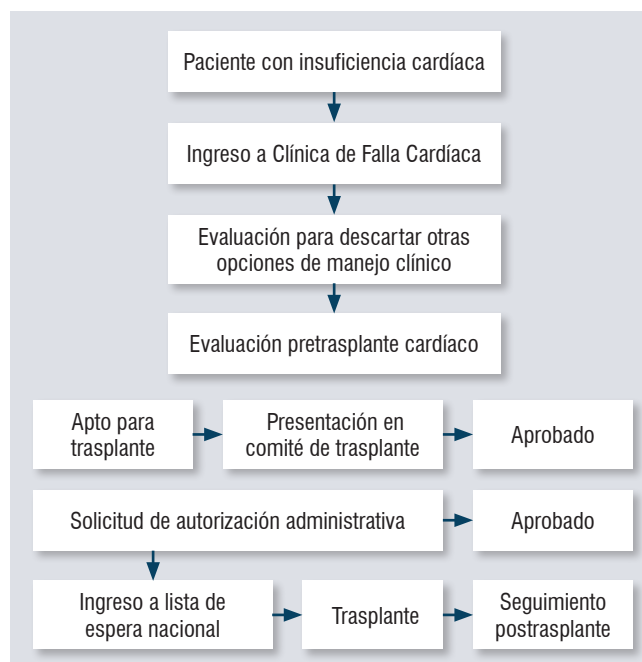 Paciente con insuficiencia cardíaca
Ingreso a Clínica de Falla Cardíaca
Evaluación para descartar otras
opciones de manejo clínico
Evaluación pretrasplante cardíaco
Apto para
trasplante
Presentación en
comité de trasplante
Aprobado
Solicitud de autorización administrativa
Aprobado
Ingreso a lista de
espera nacional
Trasplante
Seguimiento
postrasplante